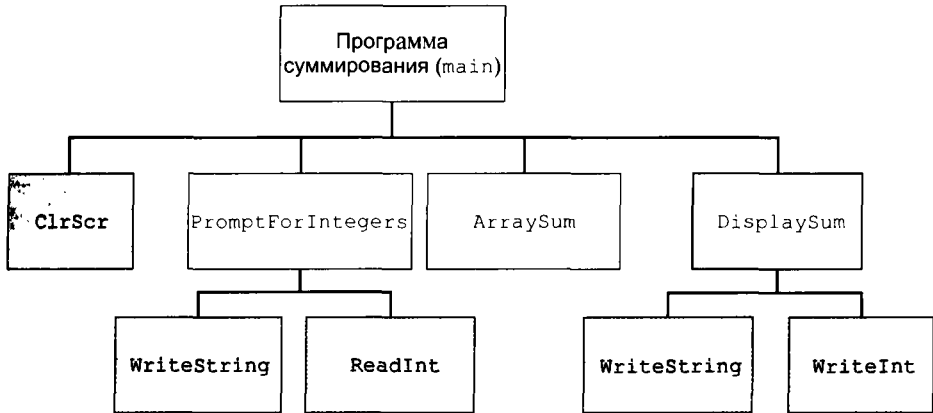 Программа
суммирования (main)
ClrScr
PromptForIntegers
ArraySum
DisplaySum
WriteString
ReadInt
WriteString
WriteInt